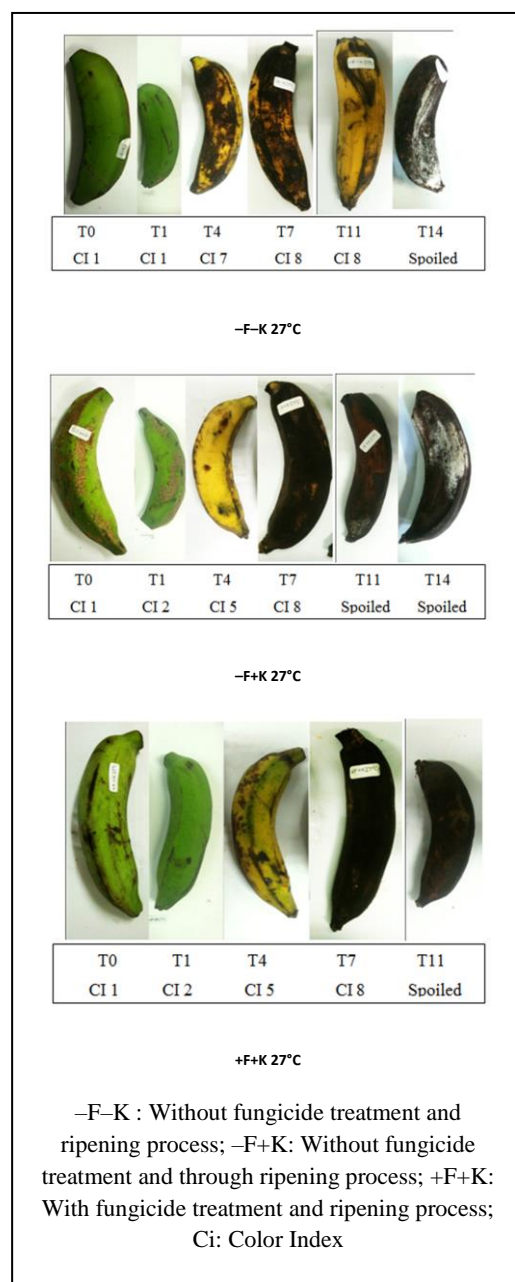 T0 T1 T4 T7 T11 T14
CI 1 CI 1 CI 7 CI 8 CI 8 Spoiled
–F–K 27°C
T0 T1 T4 T7 T11 T14
CI 1 CI 2 CI 5 CI 8 Spoiled Spoiled
–F+K 27°C
T0 T1 T4 T7 T11
CI 1 CI 2 CI 5 CI 8 Spoiled
+F+K 27°C
–F–K : Without fungicide treatment and
ripening process; –F+K: Without fungicide
treatment and through ripening process; +F+K:
With fungicide treatment and ripening process;
Ci: Color Index